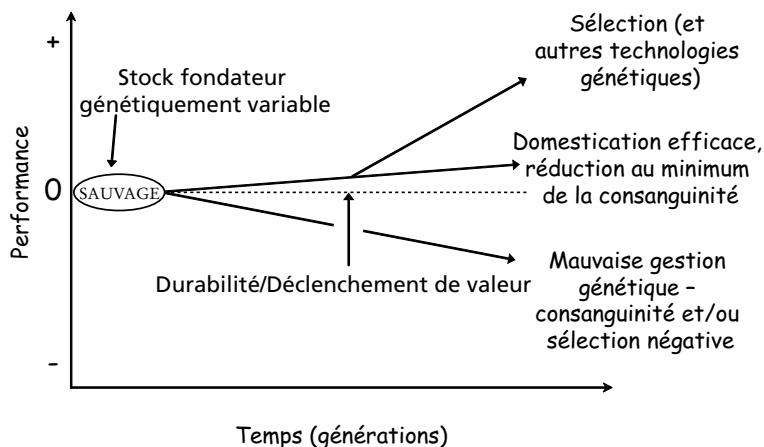 +
Sélection (et
autres technologies
génétiques)
Stock fondateur
génétiquement variable
Performance
Domestication efficace,
réduction au minimum
de la consanguinité
0
SAUVAGE
Durabilité/Déclenchement de valeur
Mauvaise gestion
génétique –
consanguinité et/ou
sélection négative
-
Temps (générations)